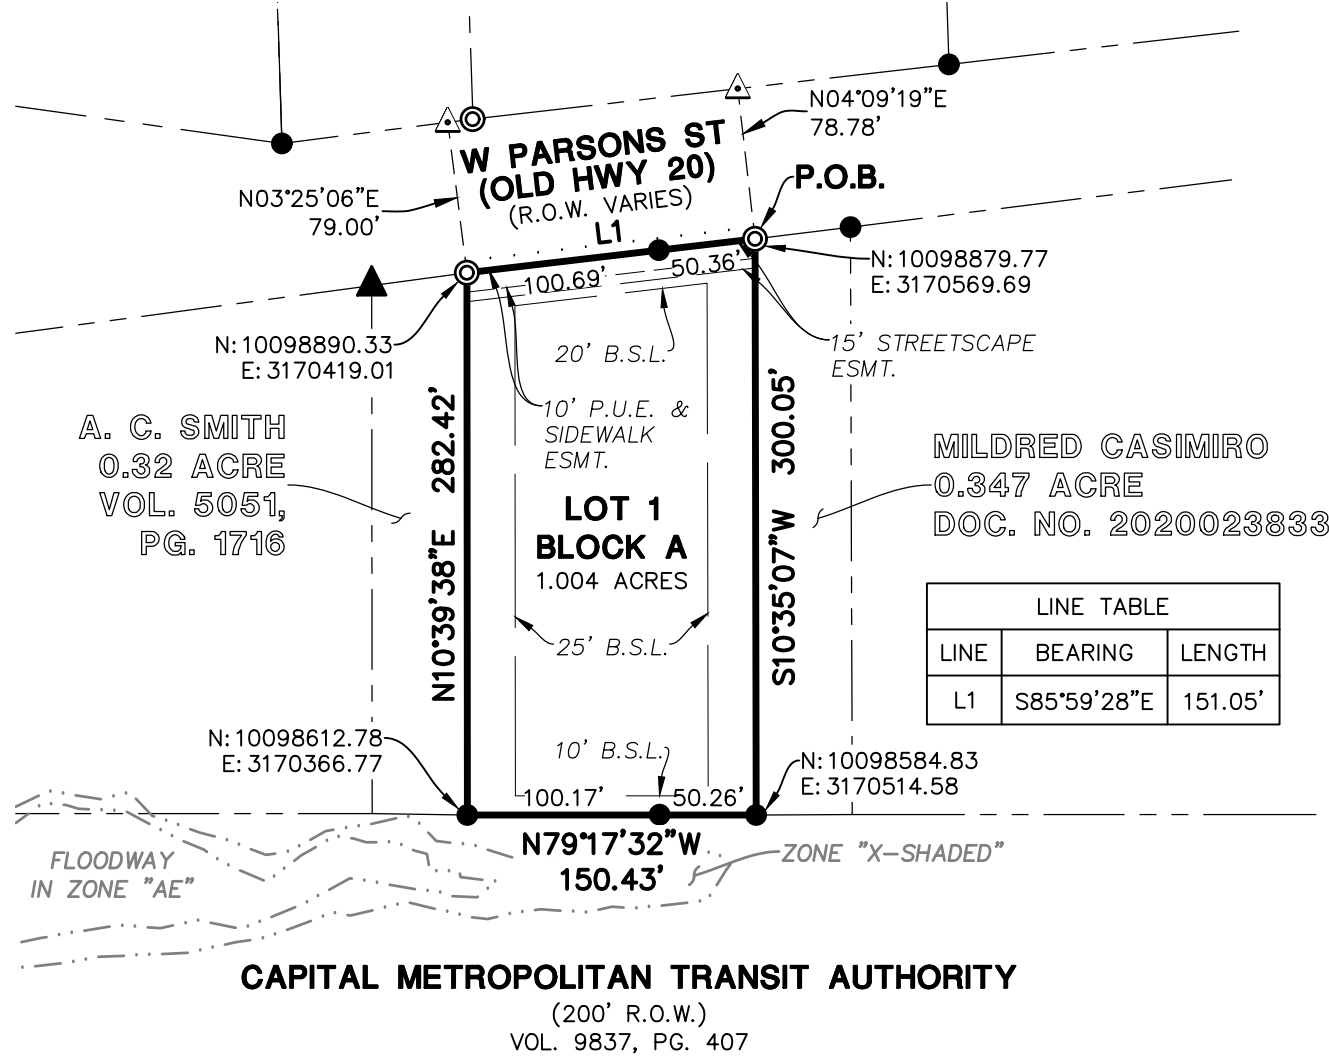 N04°09'19"E
78.78'
W PARSONS ST
(OLD HWY 20)
(R.O.W. VARIES)
L1
P.O.B.
N03°25'06"E
79.00'
N: 10098879.77
E: 3170569.69
100.69'
50.36'
N: 10098890.33
E: 3170419.01
20' B.S.L.
15' STREETSCAPE
ESMT.
10' P.U.E. &
SIDEWALK
ESMT.
A. C. SMITH
0.32 ACRE
VOL. 5051,
PG. 1716
N10°39'38"E 282.42'
LOT 1
BLOCK A
1.004 ACRES
S10°35'07"W 300.05'
MILDRED CASIMIRO
0.347 ACRE
DOC. NO. 2020023833
25' B.S.L.
LINE TABLE
LINE BEARING LENGTH
L1 S85°59'28"E 151.05'
N: 10098612.78
E: 3170366.77
10' B.S.L.
N: 10098584.83
E: 3170514.58
100.17'
50.26'
N79°17'32"W
150.43'
FLOODWAY
IN ZONE "AE"
ZONE "X-SHADED"
CAPITAL METROPOLITAN TRANSIT AUTHORITY
(200' R.O.W.)
VOL. 9837, PG. 407